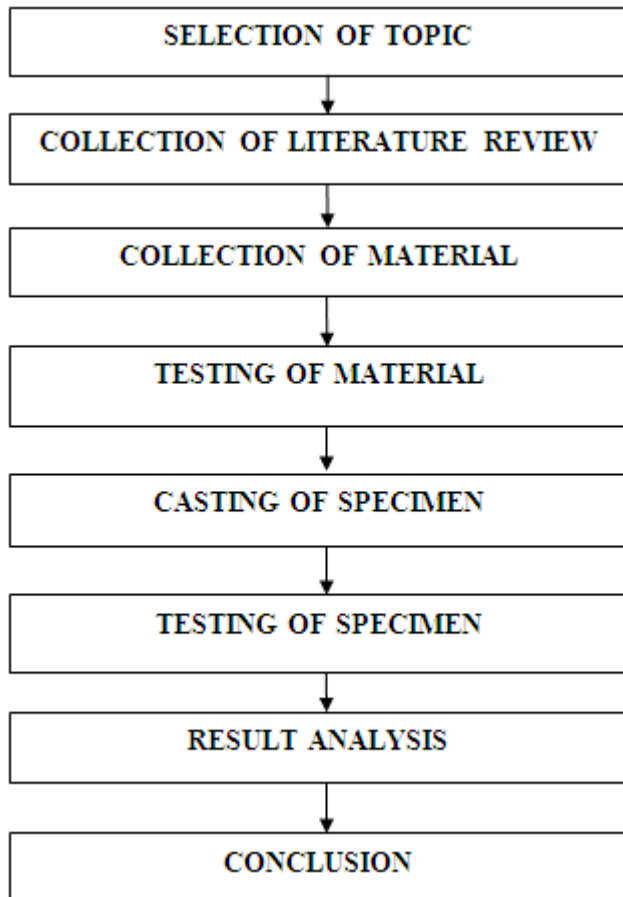 SELECTION OF TOPIC
COLLECTION OF LITERATURE REVIEW
COLLECTION OF MATERIAL
TESTING OF MATERIAL
CASTING OF SPECIMEN
TESTING OF SPECIMEN
RESULT ANALYSIS
CONCLUSION